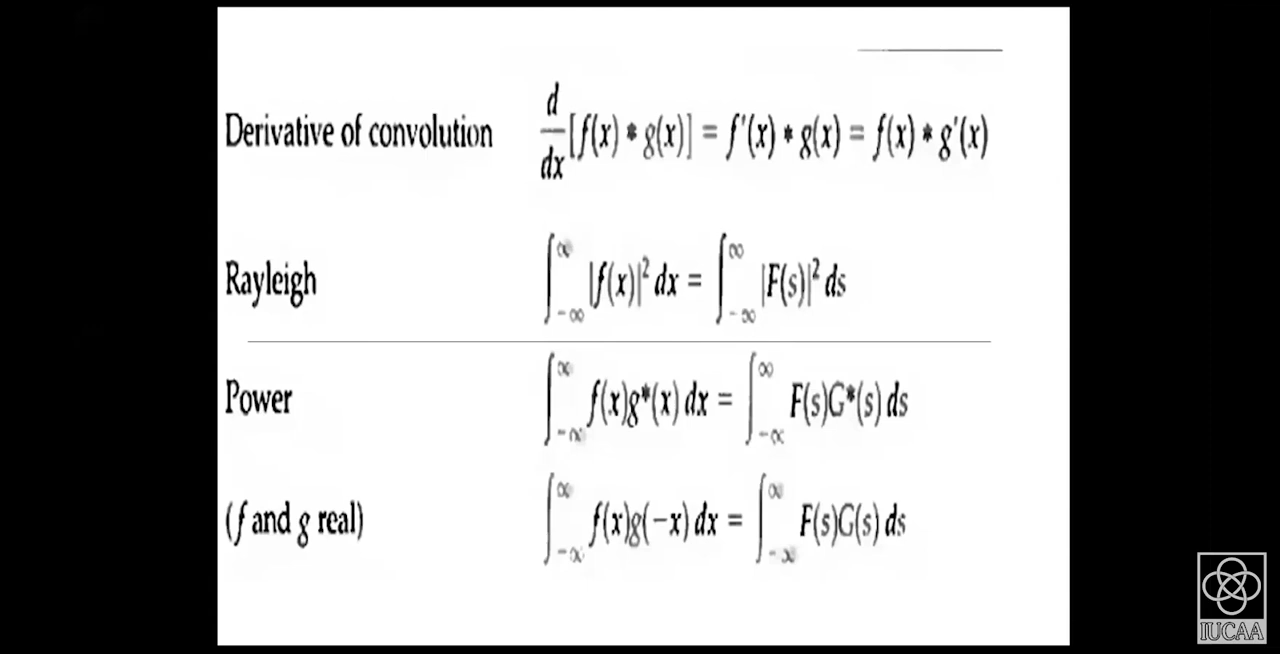 Derivative of convolution d/dx [f(x) * g(x)] = f'(x) * g(x) = f(x) * g'(x)
Rayleigh ∫_{-∞}^{∞} |f(x)|² dx = ∫_{-∞}^{∞} |F(s)|² ds
Power ∫_{-∞}^{∞} f(x)g*(x) dx = ∫_{-∞}^{∞} F(s)G*(s) ds
(f and g real) ∫_{-∞}^{∞} f(x)g(-x) dx = ∫_{-∞}^{∞} F(s)G(s) ds
IUCAA